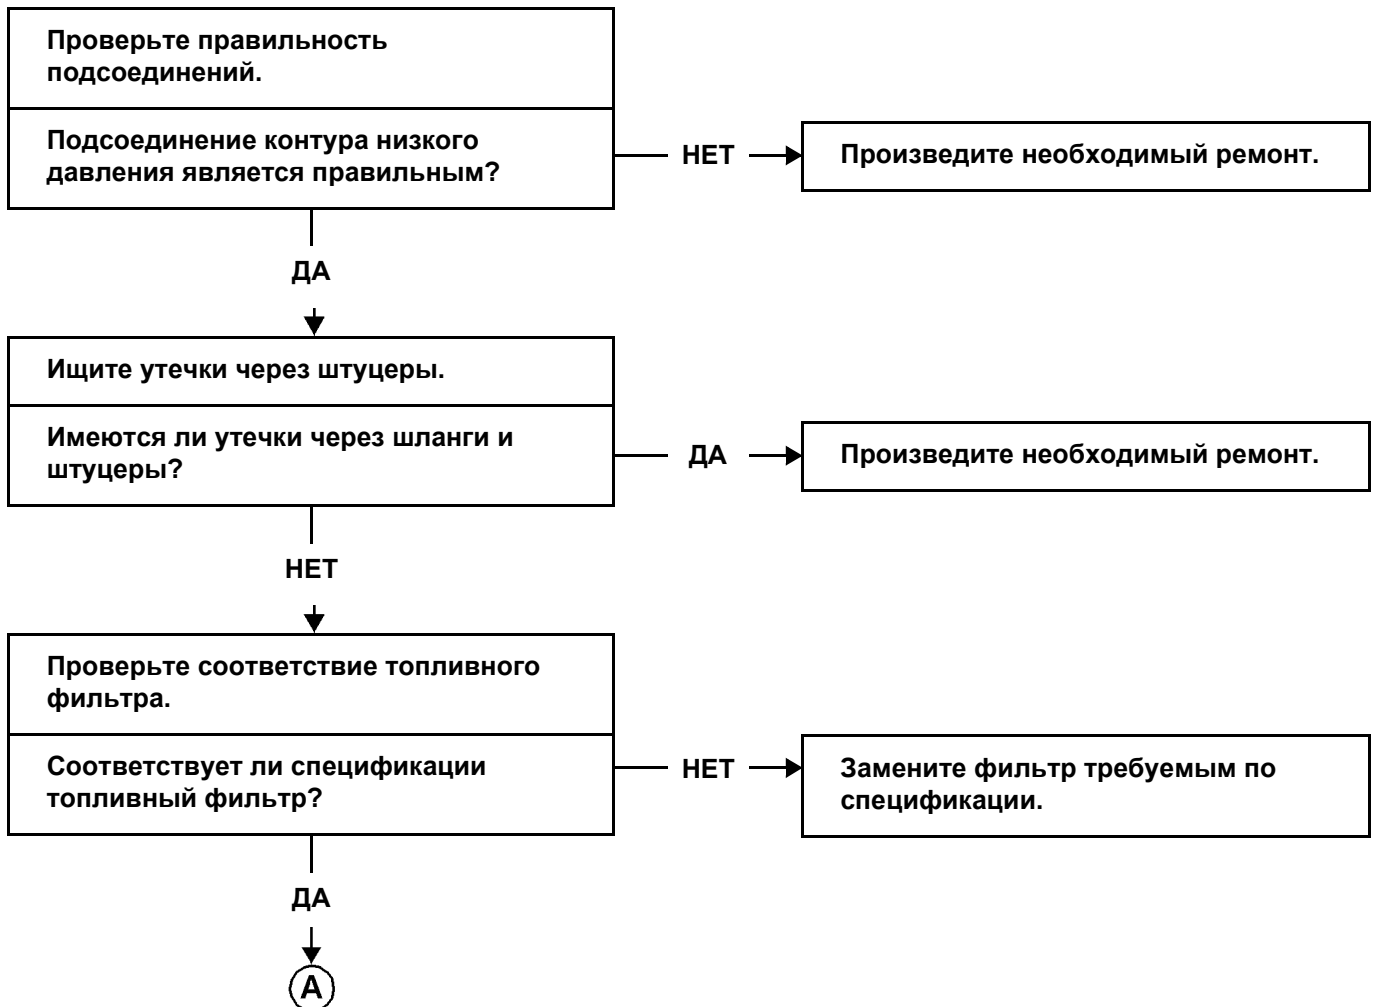 Проверьте правильность
подсоединений.
Подсоединение контура низкого
давления является правильным?
НЕТ
Произведите необходимый ремонт.
ДА
Ищите утечки через штуцеры.
Имеются ли утечки через шланги и
штуцеры?
ДА
Произведите необходимый ремонт.
НЕТ
Проверьте соответствие топливного
фильтра.
Соответствует ли спецификации
топливный фильтр?
НЕТ
Замените фильтр требуемым по
спецификации.
ДА
A